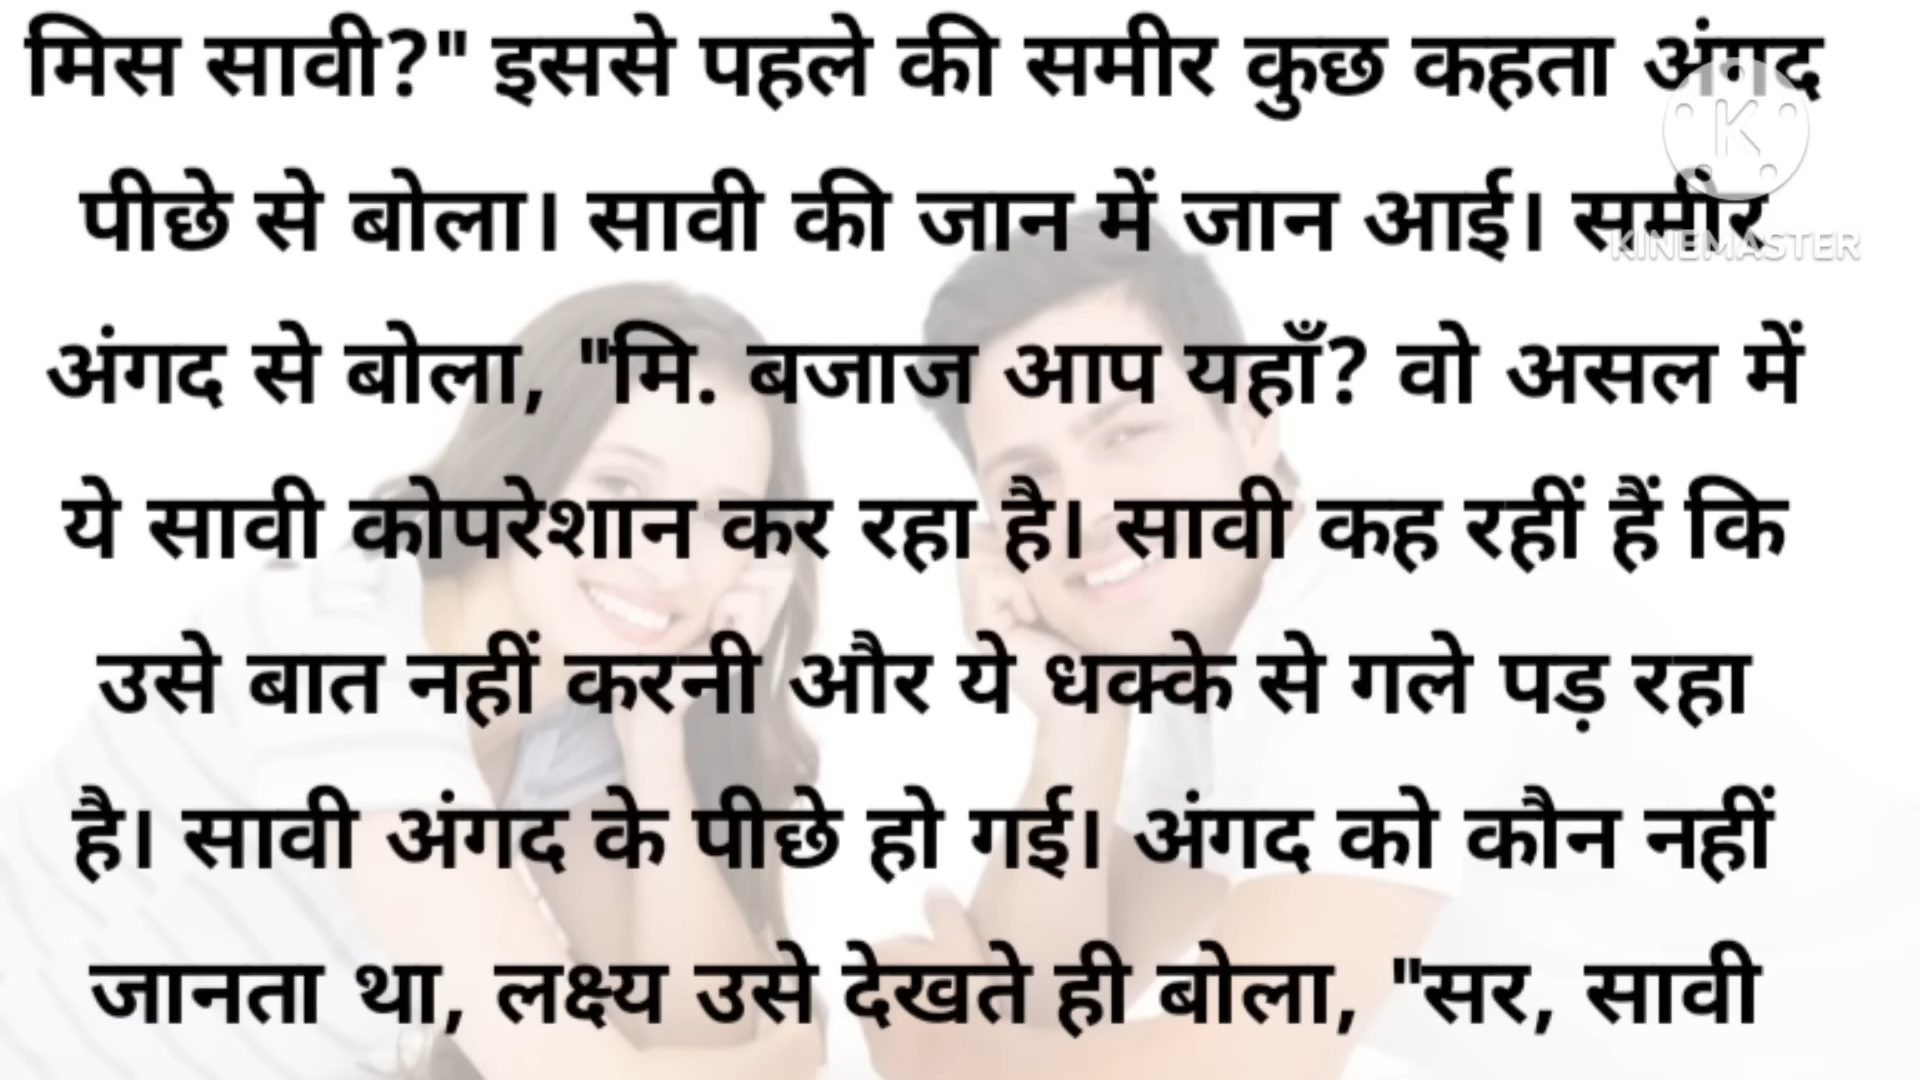 मिस सावी?" इससे पहले की समीर कुछ कहता अंगद
पीछे से बोला। सावी की जान में जान आई। समीर
अंगद से बोला, "मि. बजाज आप यहाँ? वो असल में
ये सावी कोपरेशान कर रहा है। सावी कह रहीं हैं कि
उसे बात नहीं करनी और ये धक्के से गले पड़ रहा
है। सावी अंगद के पीछे हो गई। अंगद को कौन नहीं
जानता था, लक्ष्य उसे देखते ही बोला, "सर, सावी
K
KINEMASTER